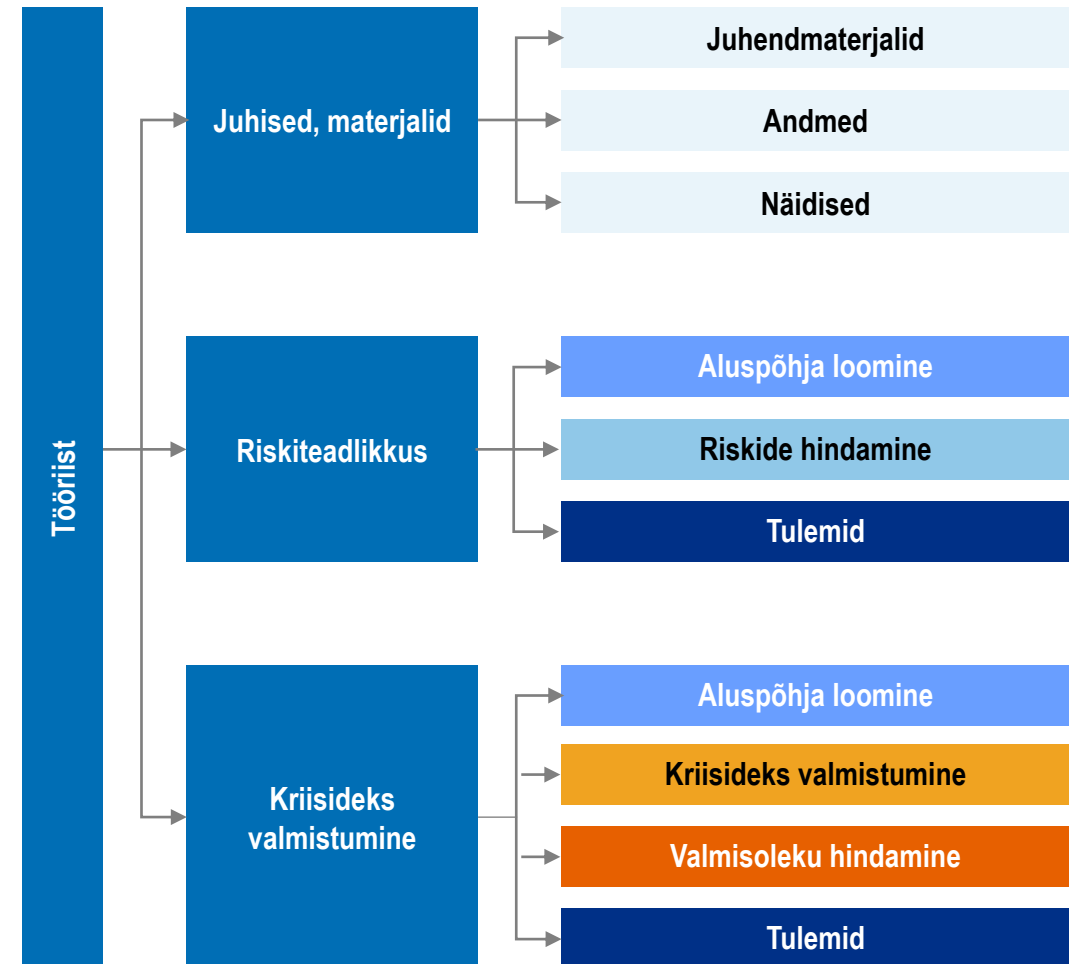 Tööriist
Juhised, materjalid
Juhendmaterjalid
Andmed
Näidised
Riskiteadlikkus
Aluspõhja loomine
Riskide hindamine
Tulemid
Kriisideks
valmistumine
Aluspõhja loomine
Kriisideks valmistumine
Valmisoleku hindamine
Tulemid